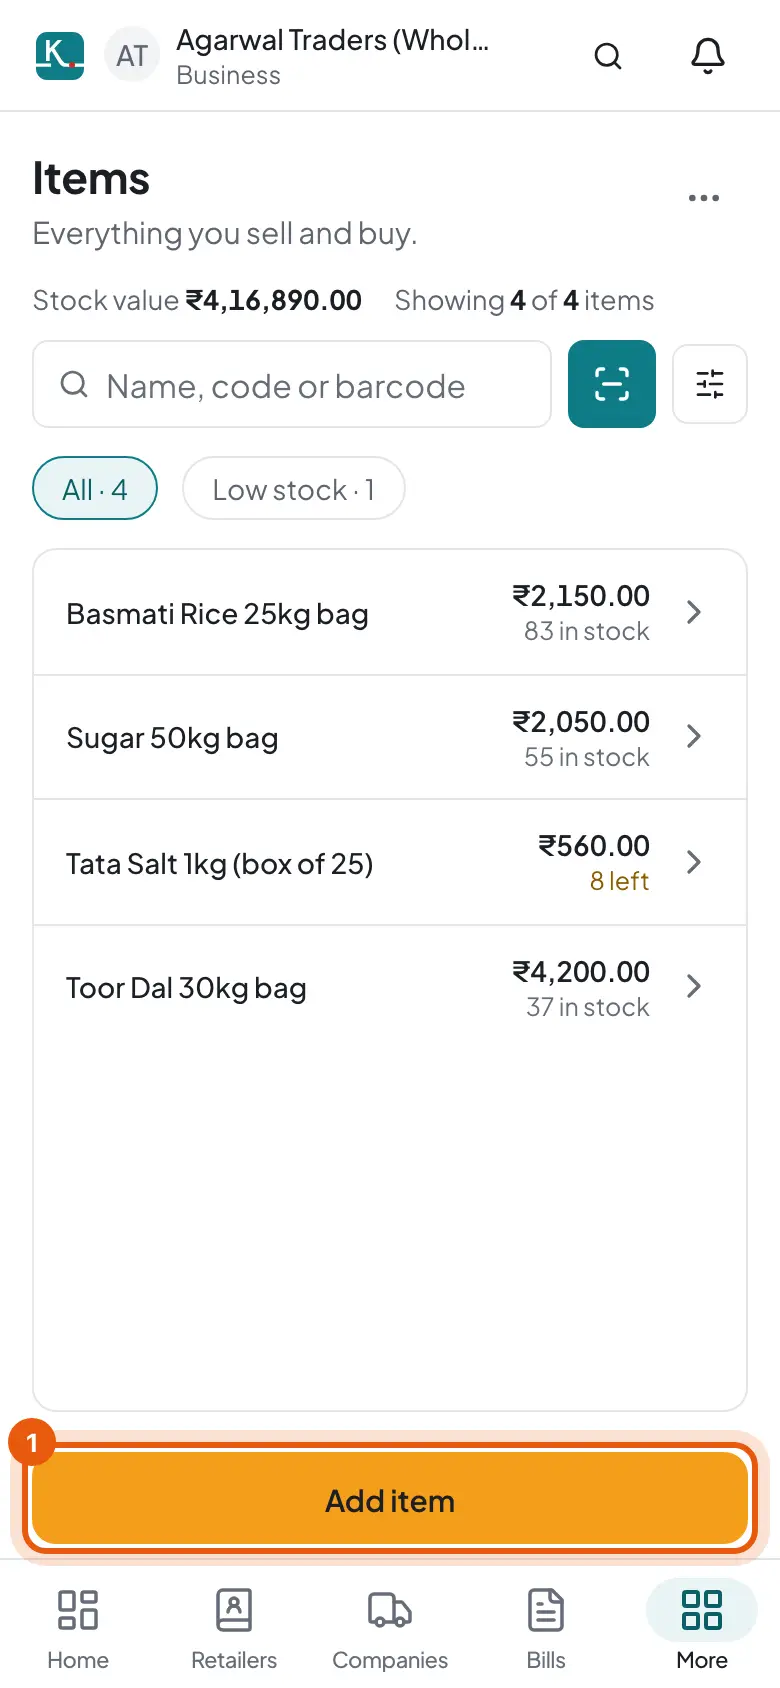 K.
AT
Agarwal Traders (Whol...
Business
Items
Everything you sell and buy.
Stock value ₹4,16,890.00 Showing 4 of 4 items
Name, code or barcode
All · 4
Low stock · 1
Basmati Rice 25kg bag
₹2,150.00
83 in stock
Sugar 50kg bag
₹2,050.00
55 in stock
Tata Salt 1kg (box of 25)
₹560.00
8 left
Toor Dal 30kg bag
₹4,200.00
37 in stock
1
Add item
Home
Retailers
Companies
Bills
More